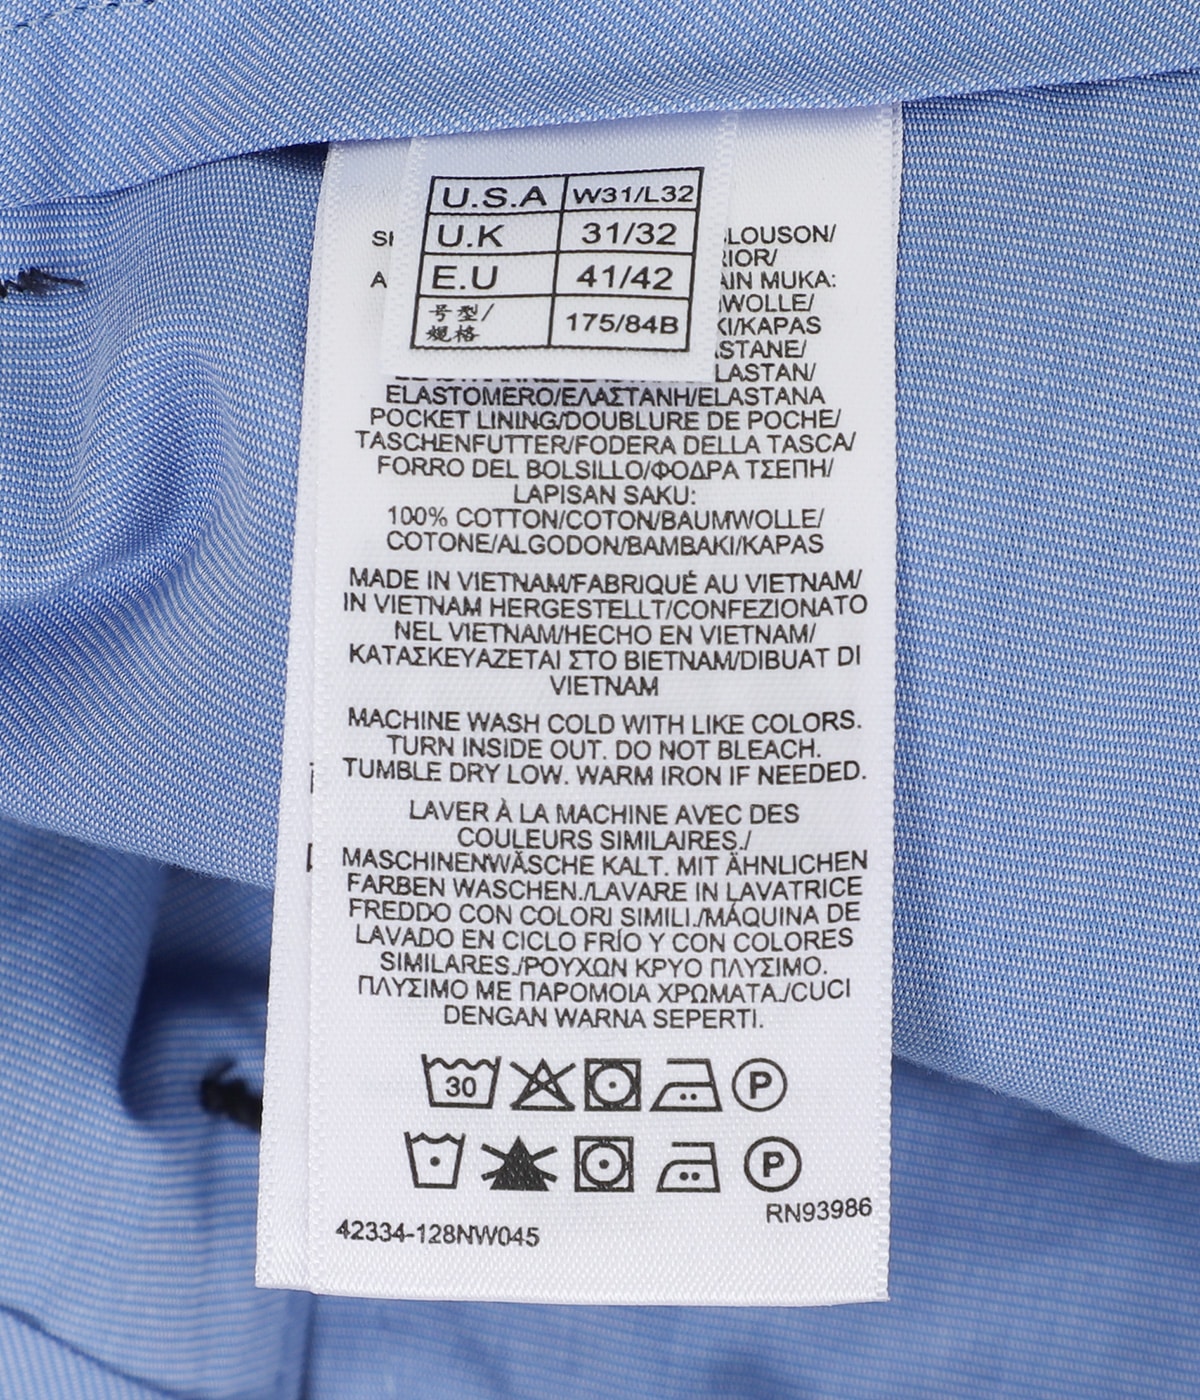 U.S.A W31/L32
U.K 31/32
E.U 41/42
号型/
规格 175/84B
LOUSON/
RIOR/
A AIN MUKA:
WOLLE/
KI/KAPAS
STANE/
LASTAN/
ELASTOMERO/ΕΛΑΣΤΑΝΗ/ELASTANA
POCKET LINING/DOUBLURE DE POCHE/
TASCHENFUTTER/FODERA DELLA TASCA/
FORRO DEL BOLSILLO/ΦΟΔΡΑ ΤΣΕΠΗ/
LAPISAN SAKU:
100% COTTON/COTON/BAUMWOLLE/
COTONE/ALGODON/BAMBAKI/KAPAS
MADE IN VIETNAM/FABRIQUÉ AU VIETNAM/
IN VIETNAM HERGESTELLT/CONFEZIONATO
NEL VIETNAM/HECHO EN VIETNAM/
ΚΑΤΑΣΚΕΥΑΖΕΤΑΙ ΣΤΟ ΒΙΕΤΝΑΜ/DIBUAT DI
VIETNAM
MACHINE WASH COLD WITH LIKE COLORS.
TURN INSIDE OUT. DO NOT BLEACH.
TUMBLE DRY LOW. WARM IRON IF NEEDED.
LAVER À LA MACHINE AVEC DES
COULEURS SIMILAIRES./
MASCHINENWÄSCHE KALT. MIT ÄHNLICHEN
FARBEN WASCHEN./LAVARE IN LAVATRICE
FREDDO CON COLORI SIMILI./MÁQUINA DE
LAVADO EN CICLO FRÍO Y CON COLORES
SIMILARES./ΡΟΥΧΩΝ ΚΡΥΟ ΠΛΥΣΙΜΟ.
ΠΛΥΣΙΜΟ ΜΕ ΠΑΡΟΜΟΙΑ ΧΡΩΜΑΤΑ./CUCI
DENGAN WARNA SEPERTI.
30 P
P
RN93986
42334-128NW045